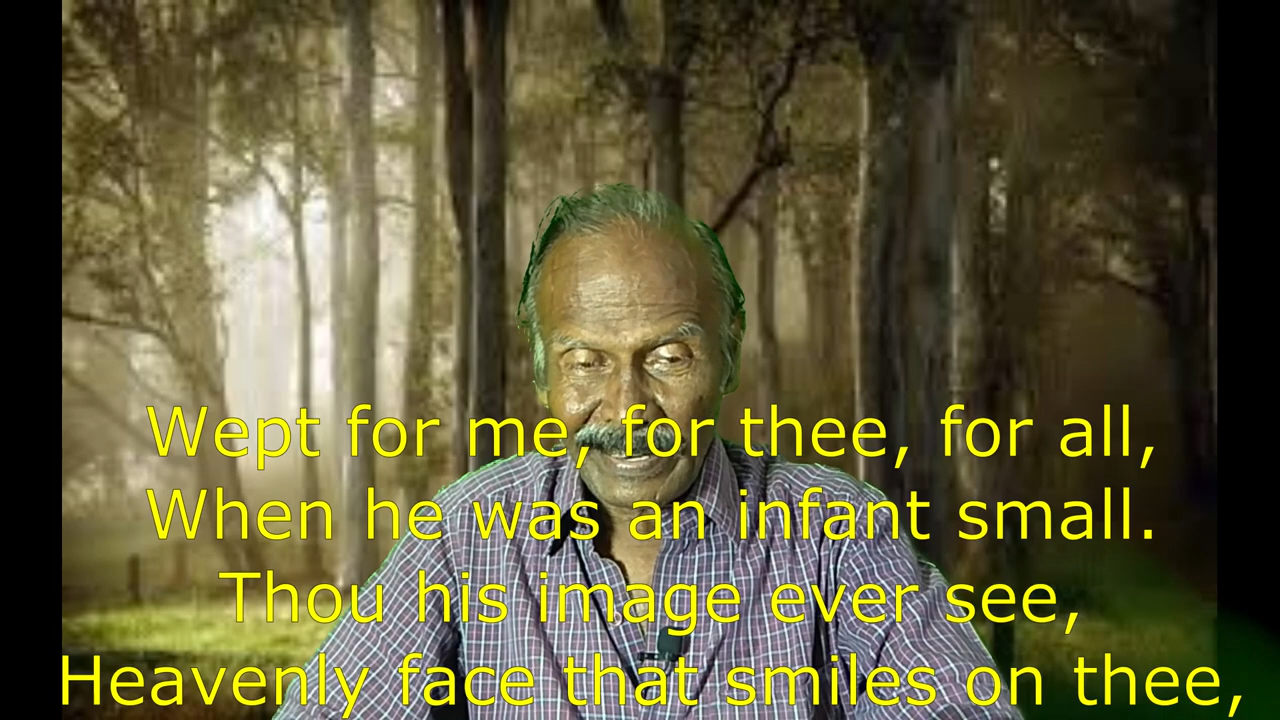 Wept for me, for thee, for all,
When he was an infant small.
Thou his image ever see,
Heavenly face that smiles on thee,